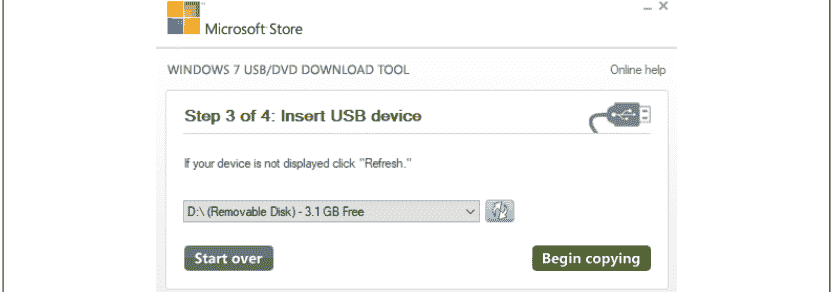 Microsoft Store
WINDOWS 7 USB/DVD DOWNLOAD TOOL Online help
Step 3 of 4: Insert USB device
If your device is not displayed click "Refresh."
D:\ (Removable Disk) - 3.1 GB Free
Start over Begin copying